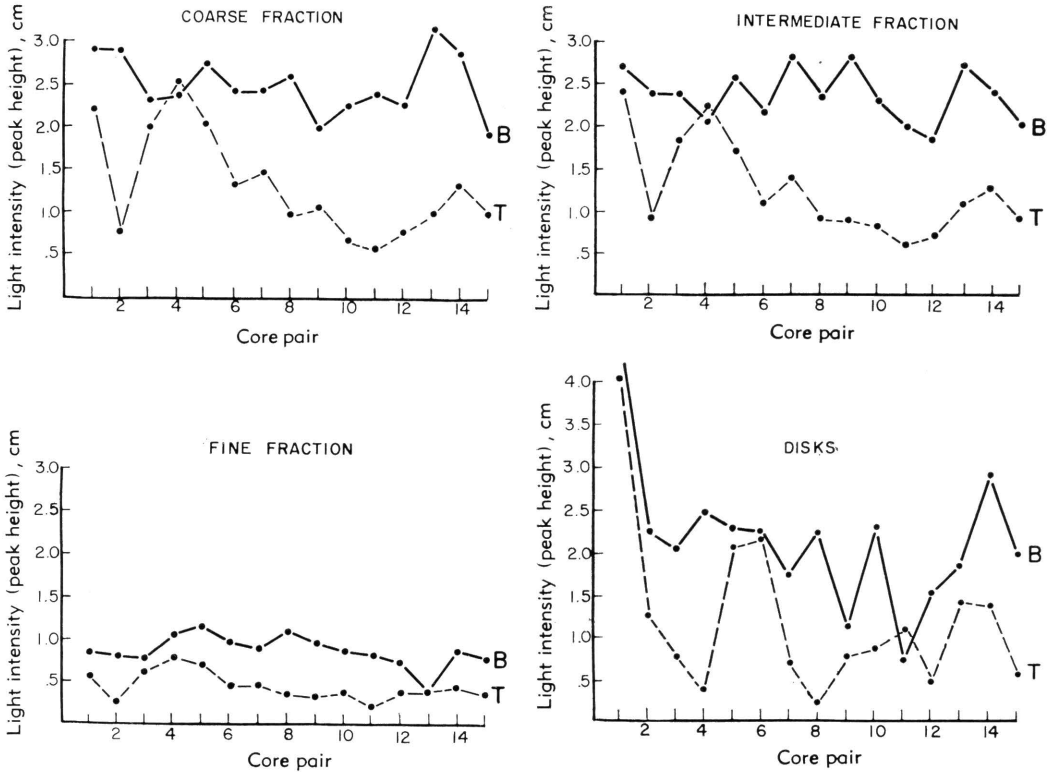 COARSE FRACTION
Light intensity (peak height), cm
3.0
2.5
2.0
1.5
1.0
.5
B
T
2 4 6 8 10 12 14
Core pair
INTERMEDIATE FRACTION
Light intensity (peak height), cm
3.0
2.5
2.0
1.5
1.0
.5
B
T
2 4 6 8 10 12 14
Core pair
FINE FRACTION
Light intensity (peak height), cm
3.0
2.5
2.0
1.5
1.0
.5
B
T
2 4 6 8 10 12 14
Core pair
DISKS
Light intensity (peak height), cm
4.0
3.0
2.5
2.0
1.5
1.0
.5
B
T
2 4 6 8 10 12 14
Core pair